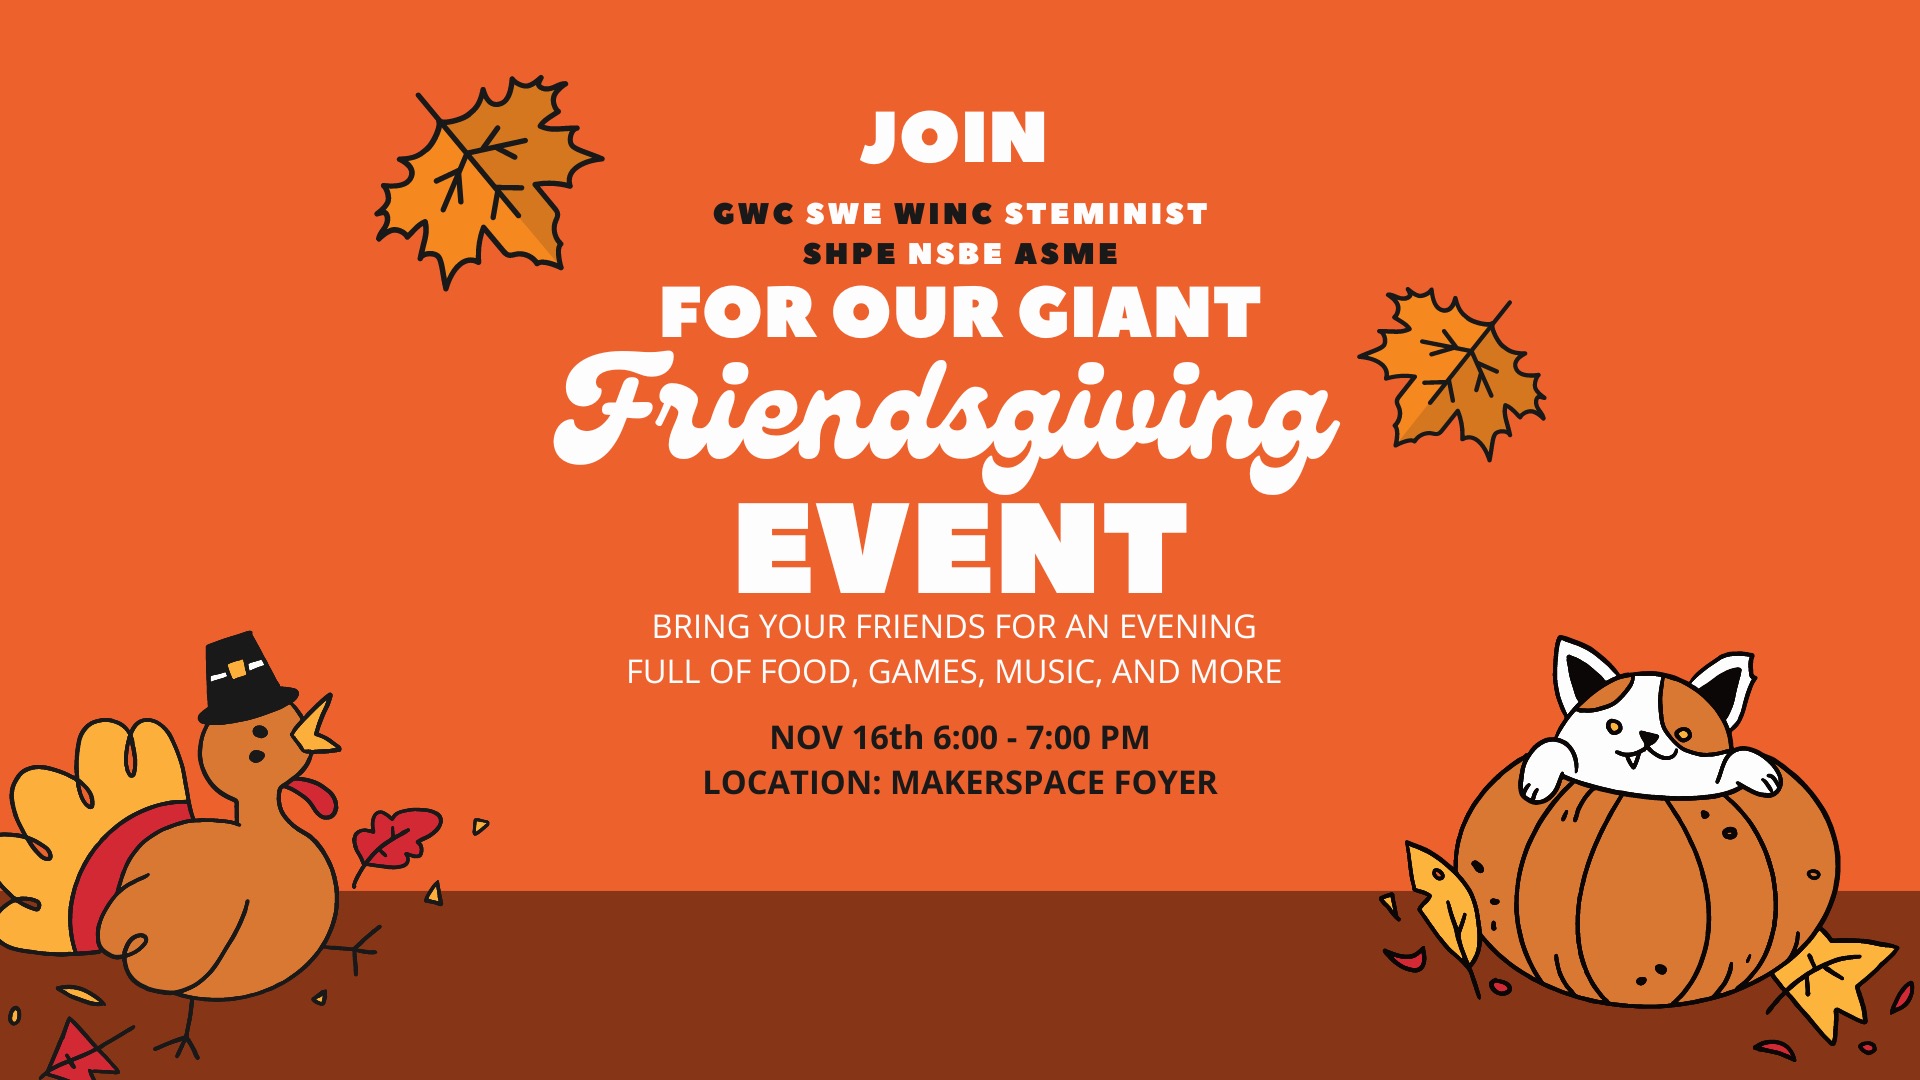 JOIN
GWC SWE WINC STEMINIST
SHPE NSBE ASME
FOR OUR GIANT
Friendsgiving
EVENT
BRING YOUR FRIENDS FOR AN EVENING
FULL OF FOOD, GAMES, MUSIC, AND MORE
NOV 16th 6:00 - 7:00 PM
LOCATION: MAKERSPACE FOYER